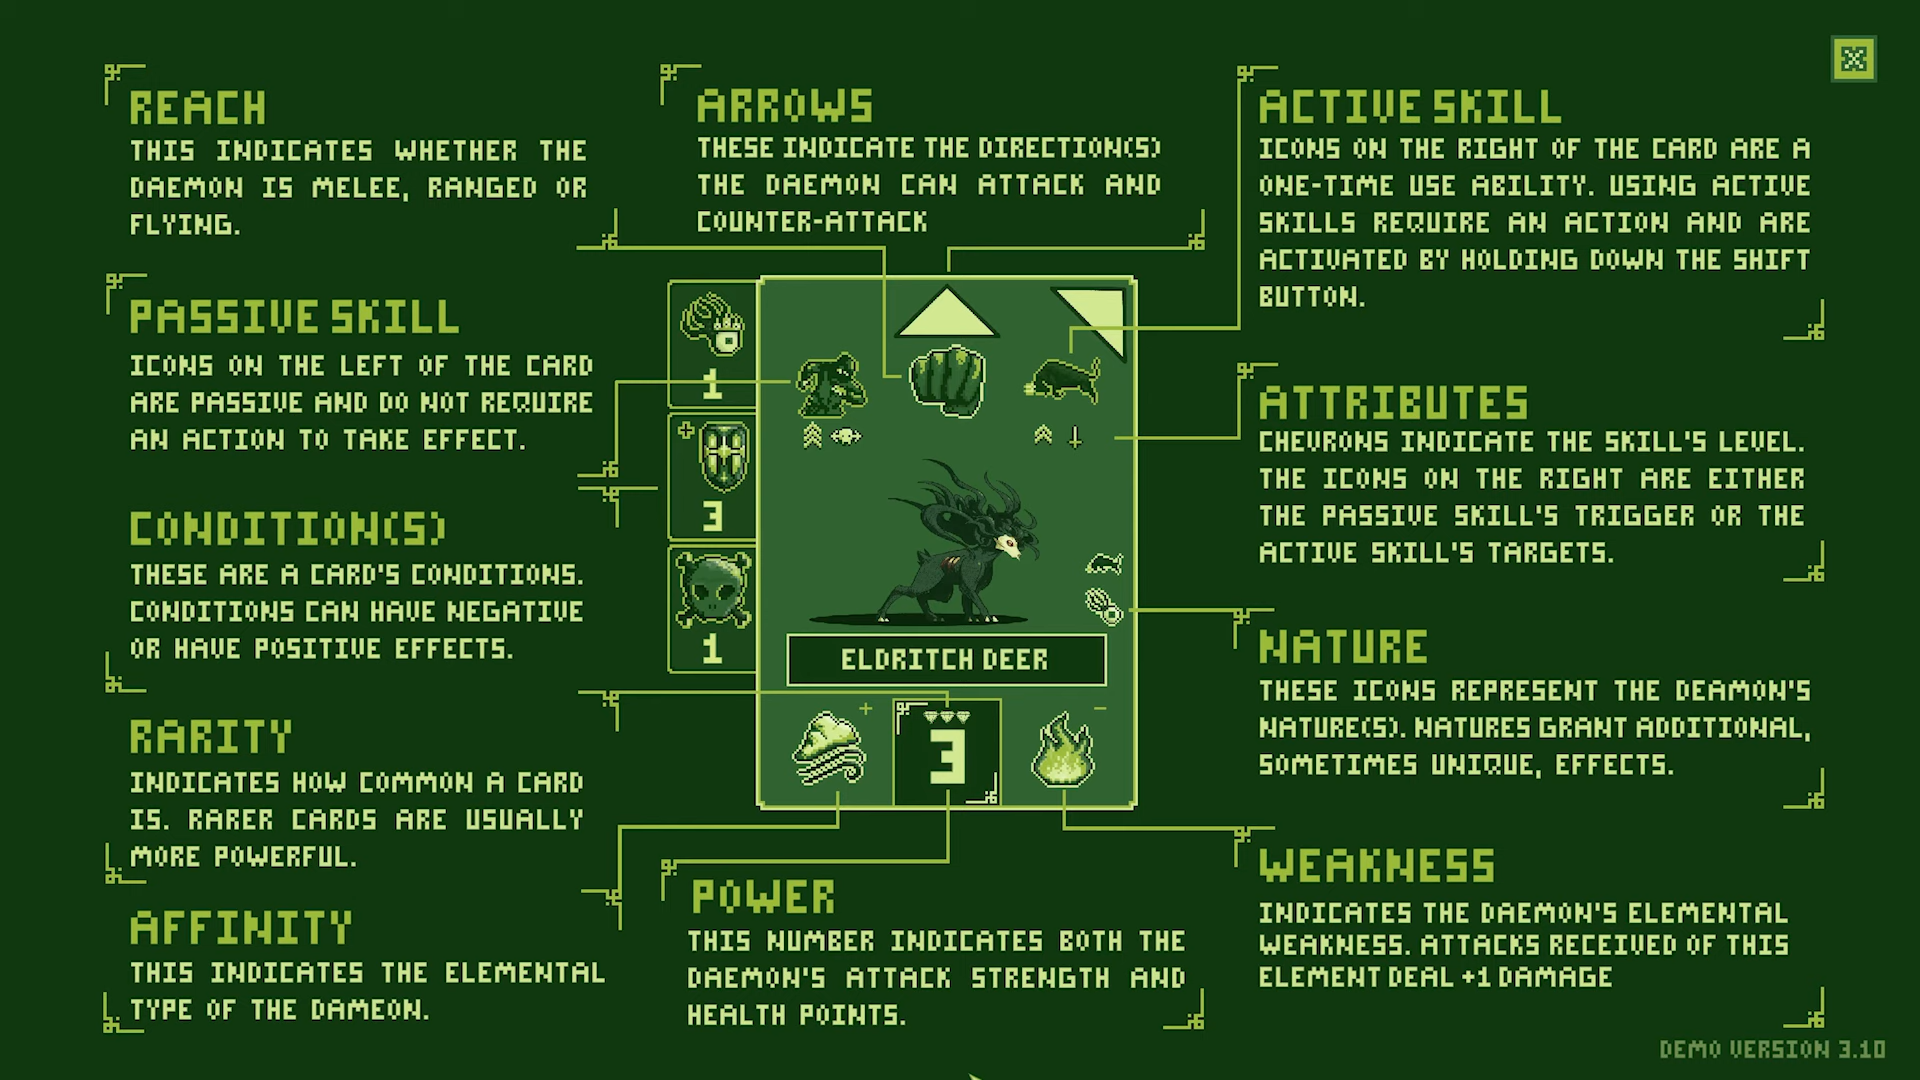 REACH
THIS INDICATES WHETHER THE
DAEMON IS MELEE, RANGED OR
FLYING.
PASSIVE SKILL
ICONS ON THE LEFT OF THE CARD
ARE PASSIVE AND DO NOT REQUIRE
AN ACTION TO TAKE EFFECT.
CONDITION(S)
THESE ARE A CARD'S CONDITIONS.
CONDITIONS CAN HAVE NEGATIVE
OR HAVE POSITIVE EFFECTS.
RARITY
INDICATES HOW COMMON A CARD
IS. RARER CARDS ARE USUALLY
MORE POWERFUL.
AFFINITY
THIS INDICATES THE ELEMENTAL
TYPE OF THE DAMEON.
ARROWS
THESE INDICATE THE DIRECTION(S)
THE DAEMON CAN ATTACK AND
COUNTER-ATTACK
1
3
1
ELDRITCH DEER
+
3
-
POWER
THIS NUMBER INDICATES BOTH THE
DAEMON'S ATTACK STRENGTH AND
HEALTH POINTS.
ACTIVE SKILL
ICONS ON THE RIGHT OF THE CARD ARE A
ONE-TIME USE ABILITY. USING ACTIVE
SKILLS REQUIRE AN ACTION AND ARE
ACTIVATED BY HOLDING DOWN THE SHIFT
BUTTON.
ATTRIBUTES
CHEVRONS INDICATE THE SKILL'S LEVEL.
THE ICONS ON THE RIGHT ARE EITHER
THE PASSIVE SKILL'S TRIGGER OR THE
ACTIVE SKILL'S TARGETS.
NATURE
THESE ICONS REPRESENT THE DEAMON'S
NATURE(S). NATURES GRANT ADDITIONAL,
SOMETIMES UNIQUE, EFFECTS.
WEAKNESS
INDICATES THE DAEMON'S ELEMENTAL
WEAKNESS. ATTACKS RECEIVED OF THIS
ELEMENT DEAL +1 DAMAGE
DEMO VERSION 3.10